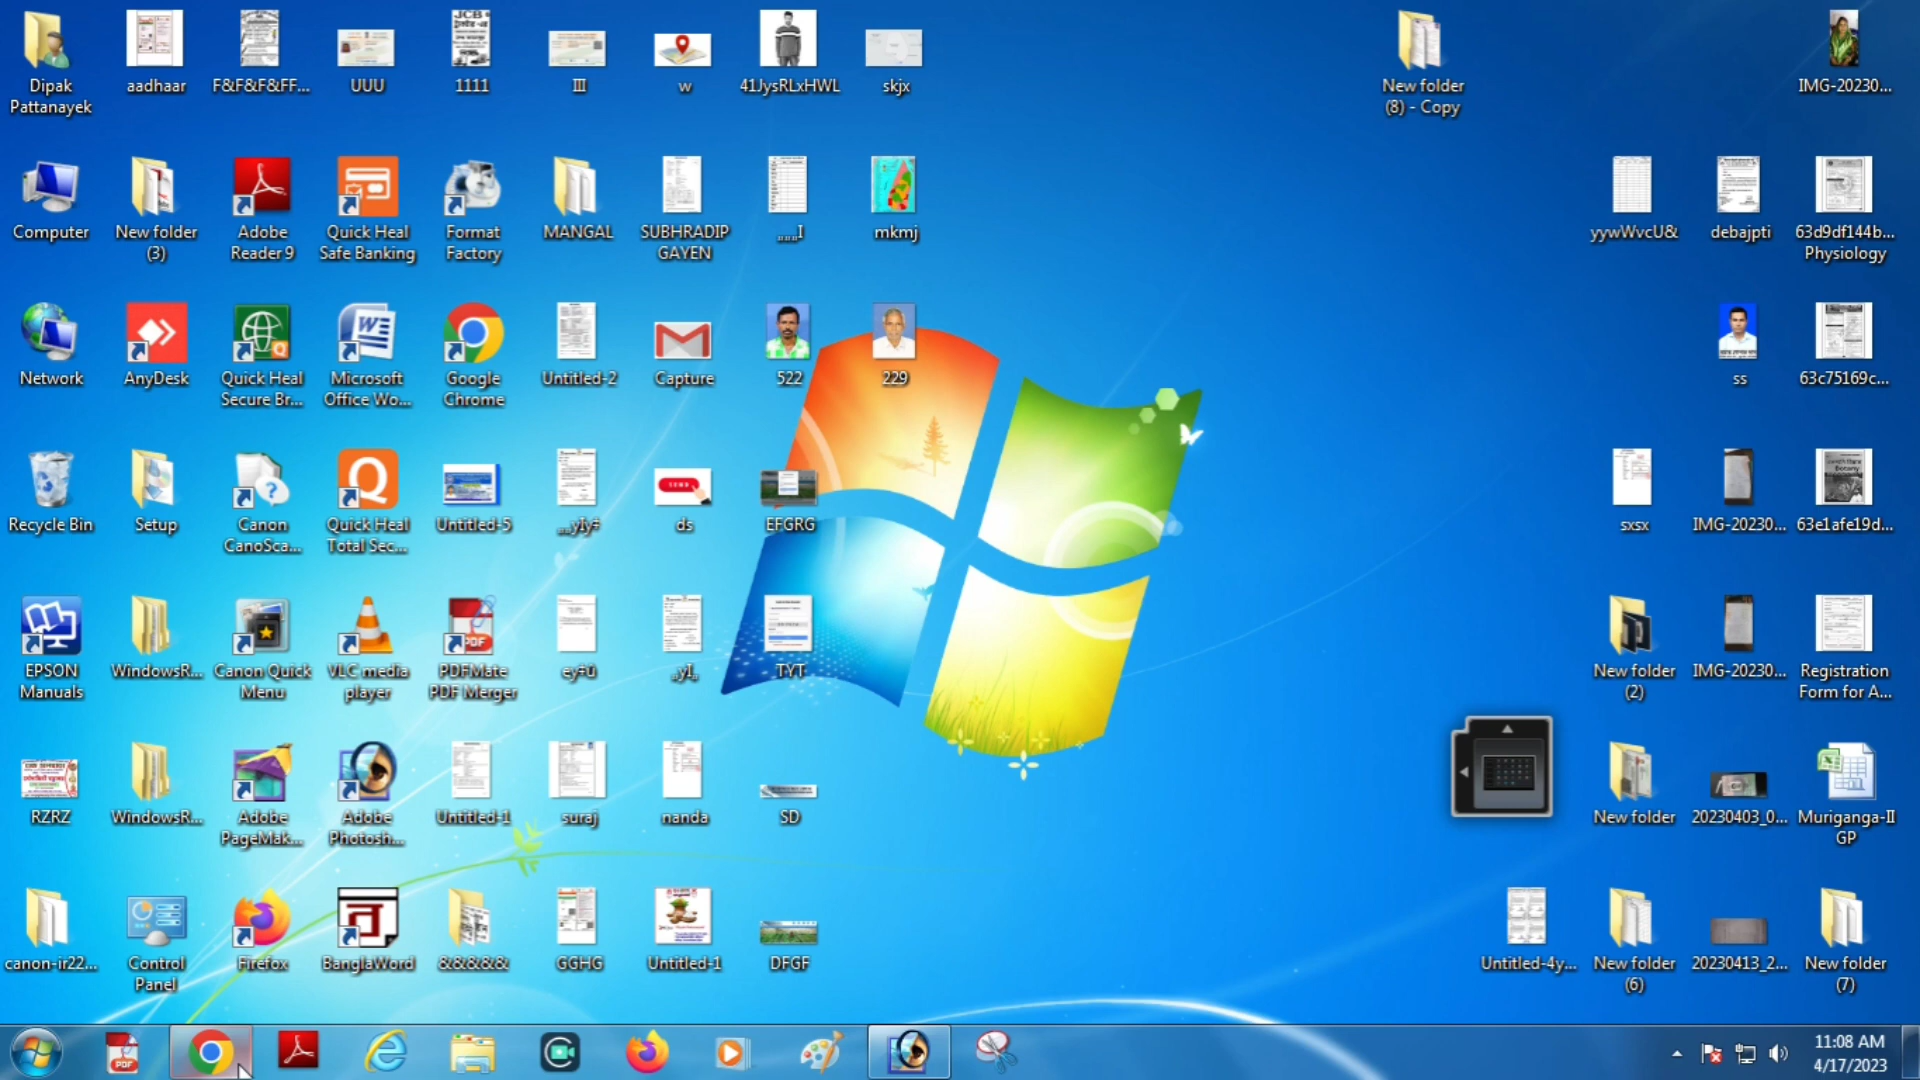 Dipak
Pattanayek
aadhaar
F&F&F&FF...
UUU
1111
III
w
41JysRLxHWL
skjx
New folder
(8) - Copy
IMG-20230...
Computer
New folder
(3)
Adobe
Reader 9
Quick Heal
Safe Banking
Format
Factory
MANGAL
SUBHRADIP
GAYEN
„„„I
mkmj
yywWvcU&
debajpti
63d9df144b...
Physiology
Network
AnyDesk
Quick Heal
Secure Br...
Microsoft
Office Wo...
Google
Chrome
Untitled-2
Capture
522
229
ss
63c75169c...
Recycle Bin
Setup
Canon
CanoSca...
Quick Heal
Total Sec...
Untitled-5
ds
EFGRG
sxsx
IMG-20230...
63e1afe19d...
EPSON
Manuals
WindowsR...
Canon Quick
Menu
VLC media
player
PDFMate
PDF Merger
TYT
New folder
(2)
IMG-20230...
Registration
Form for A...
RZRZ
WindowsR...
Adobe
PageMak...
Adobe
Photosh...
Untitled-1
suraj
nanda
SD
New folder
20230403_0...
Muriganga-II
GP
canon-ir22...
Control
Panel
Firefox
BanglaWord
&&&&&&
GGHG
Untitled-1
DFGF
Untitled-4y...
New folder
(6)
20230413_2...
New folder
(7)
11:08 AM
4/17/2023